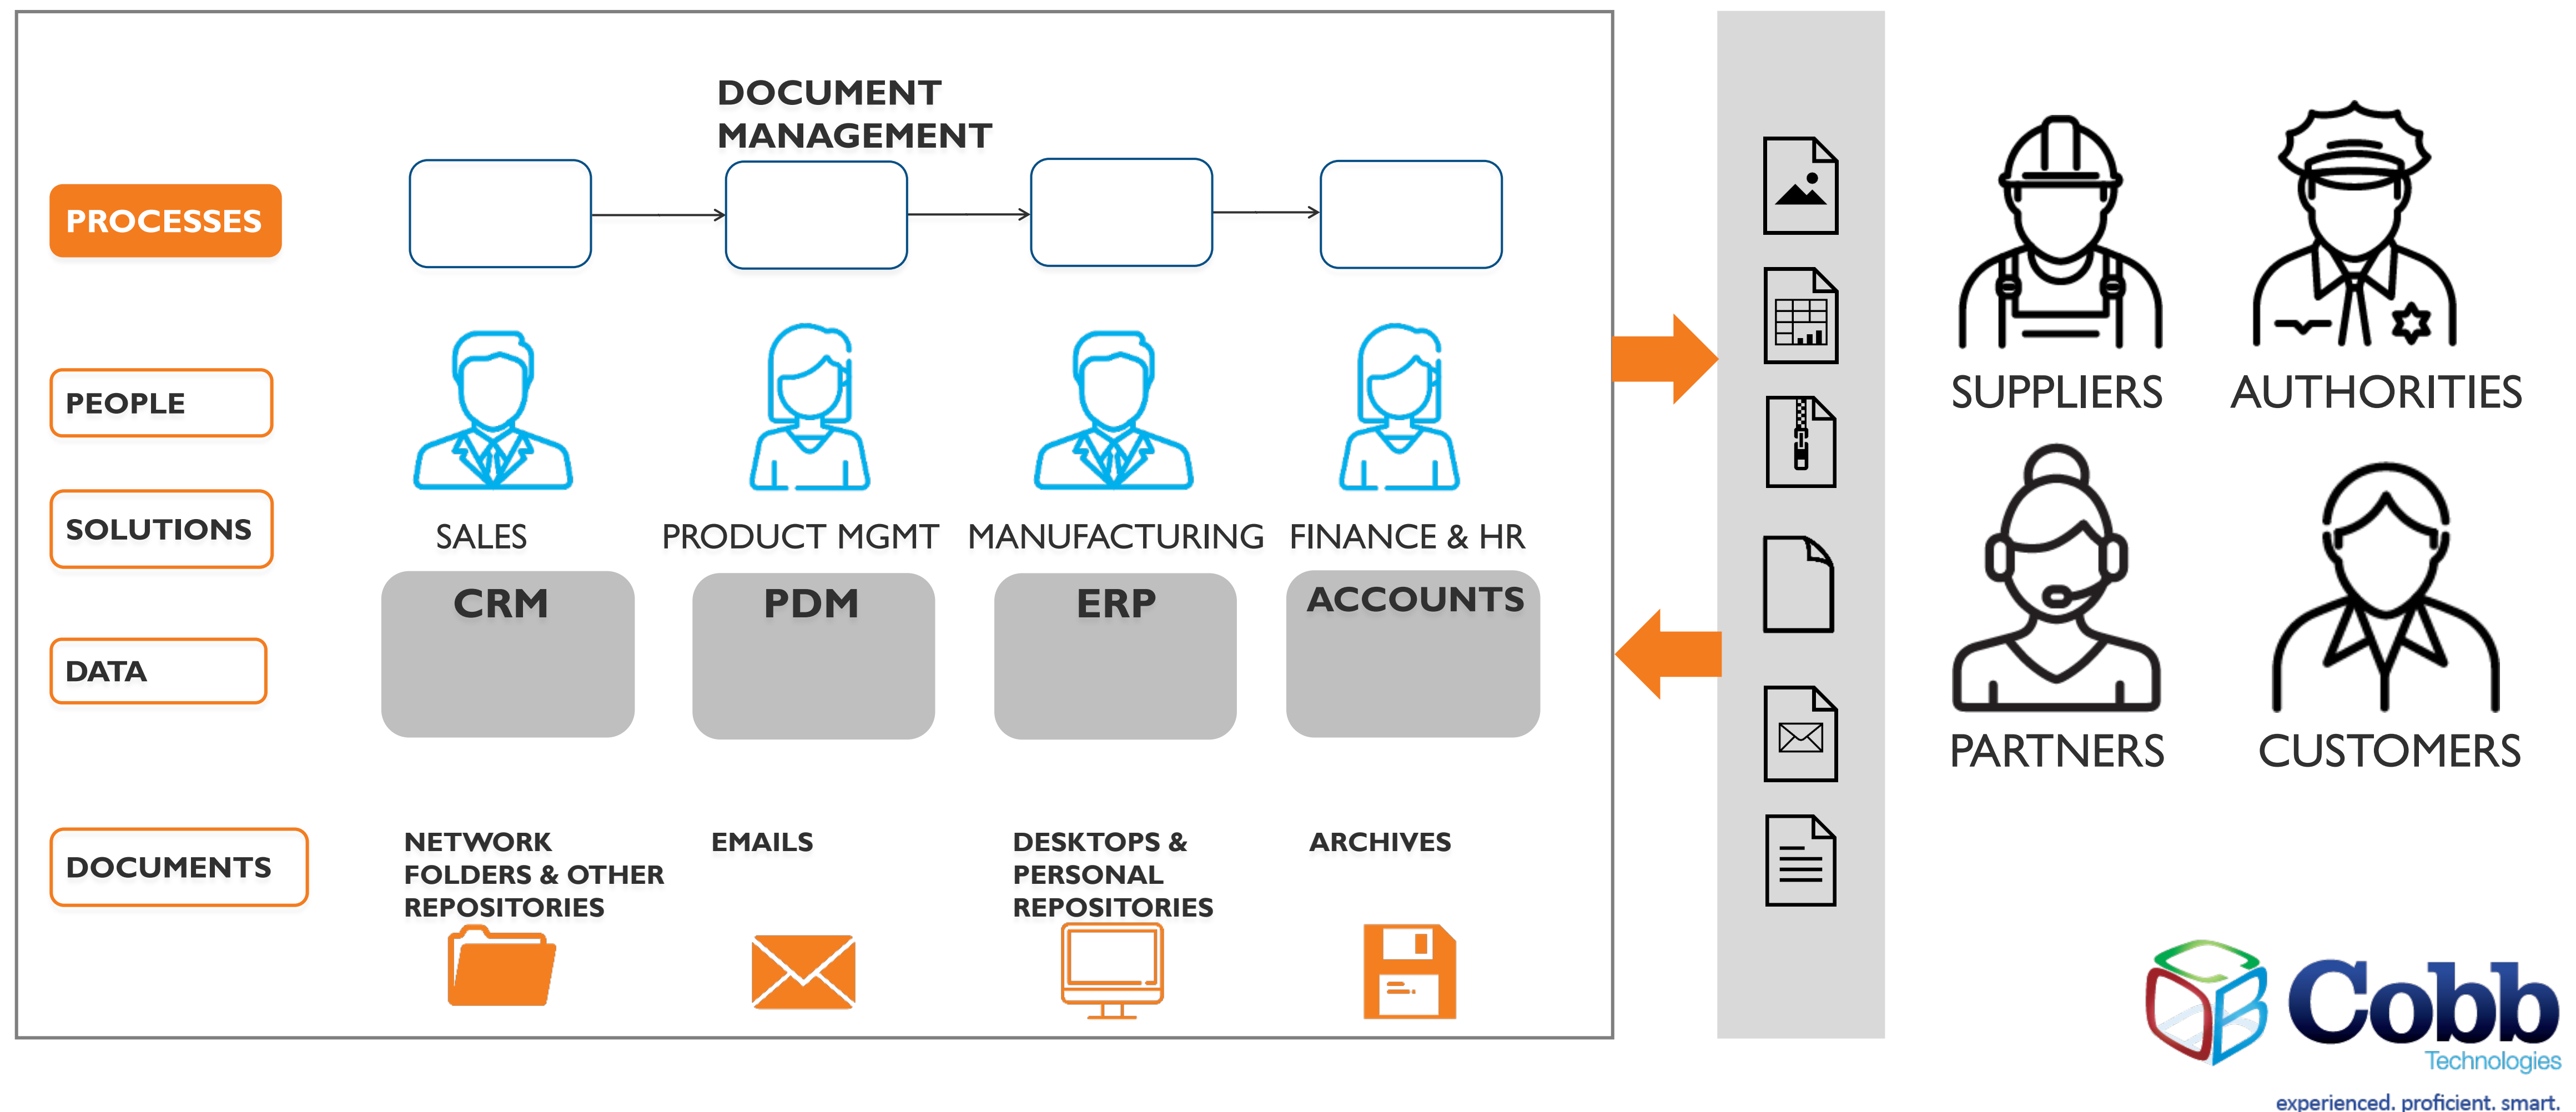 DOCUMENT
MANAGEMENT
PROCESSES
PEOPLE
SOLUTIONS
SALES
PRODUCT MGMT
MANUFACTURING
FINANCE & HR
CRM
PDM
ERP
ACCOUNTS
DATA
DOCUMENTS
NETWORK
FOLDERS & OTHER
REPOSITORIES
EMAILS
DESKTOPS &
PERSONAL
REPOSITORIES
ARCHIVES
SUPPLIERS
AUTHORITIES
PARTNERS
CUSTOMERS
Cobb
Technologies
experienced. proficient. smart.